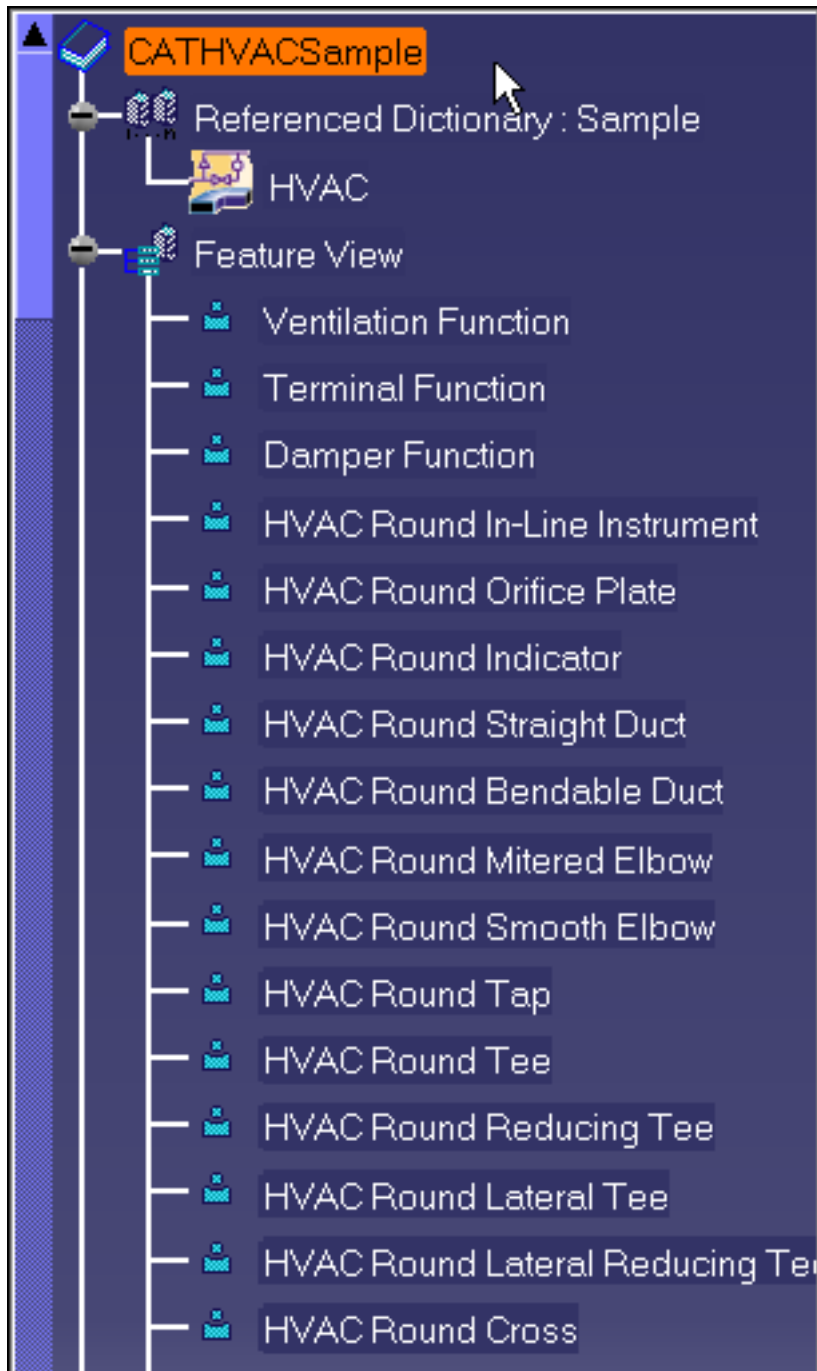 CATHVACSample
Referenced Dictionary : Sample
HVAC
Feature View
Ventilation Function
Terminal Function
Damper Function
HVAC Round In-Line Instrument
HVAC Round Orifice Plate
HVAC Round Indicator
HVAC Round Straight Duct
HVAC Round Bendable Duct
HVAC Round Mitered Elbow
HVAC Round Smooth Elbow
HVAC Round Tap
HVAC Round Tee
HVAC Round Reducing Tee
HVAC Round Lateral Tee
HVAC Round Lateral Reducing
HVAC Round Cross